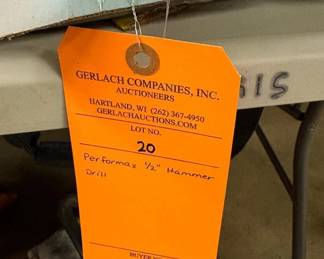 GERLACH COMPANIES, INC.
AUCTIONEERS
HARTLAND, WI (262) 367-4950
GERLACHAUCTIONS.COM
LOT NO.
20
Performax 1/2" Hammer
Drill